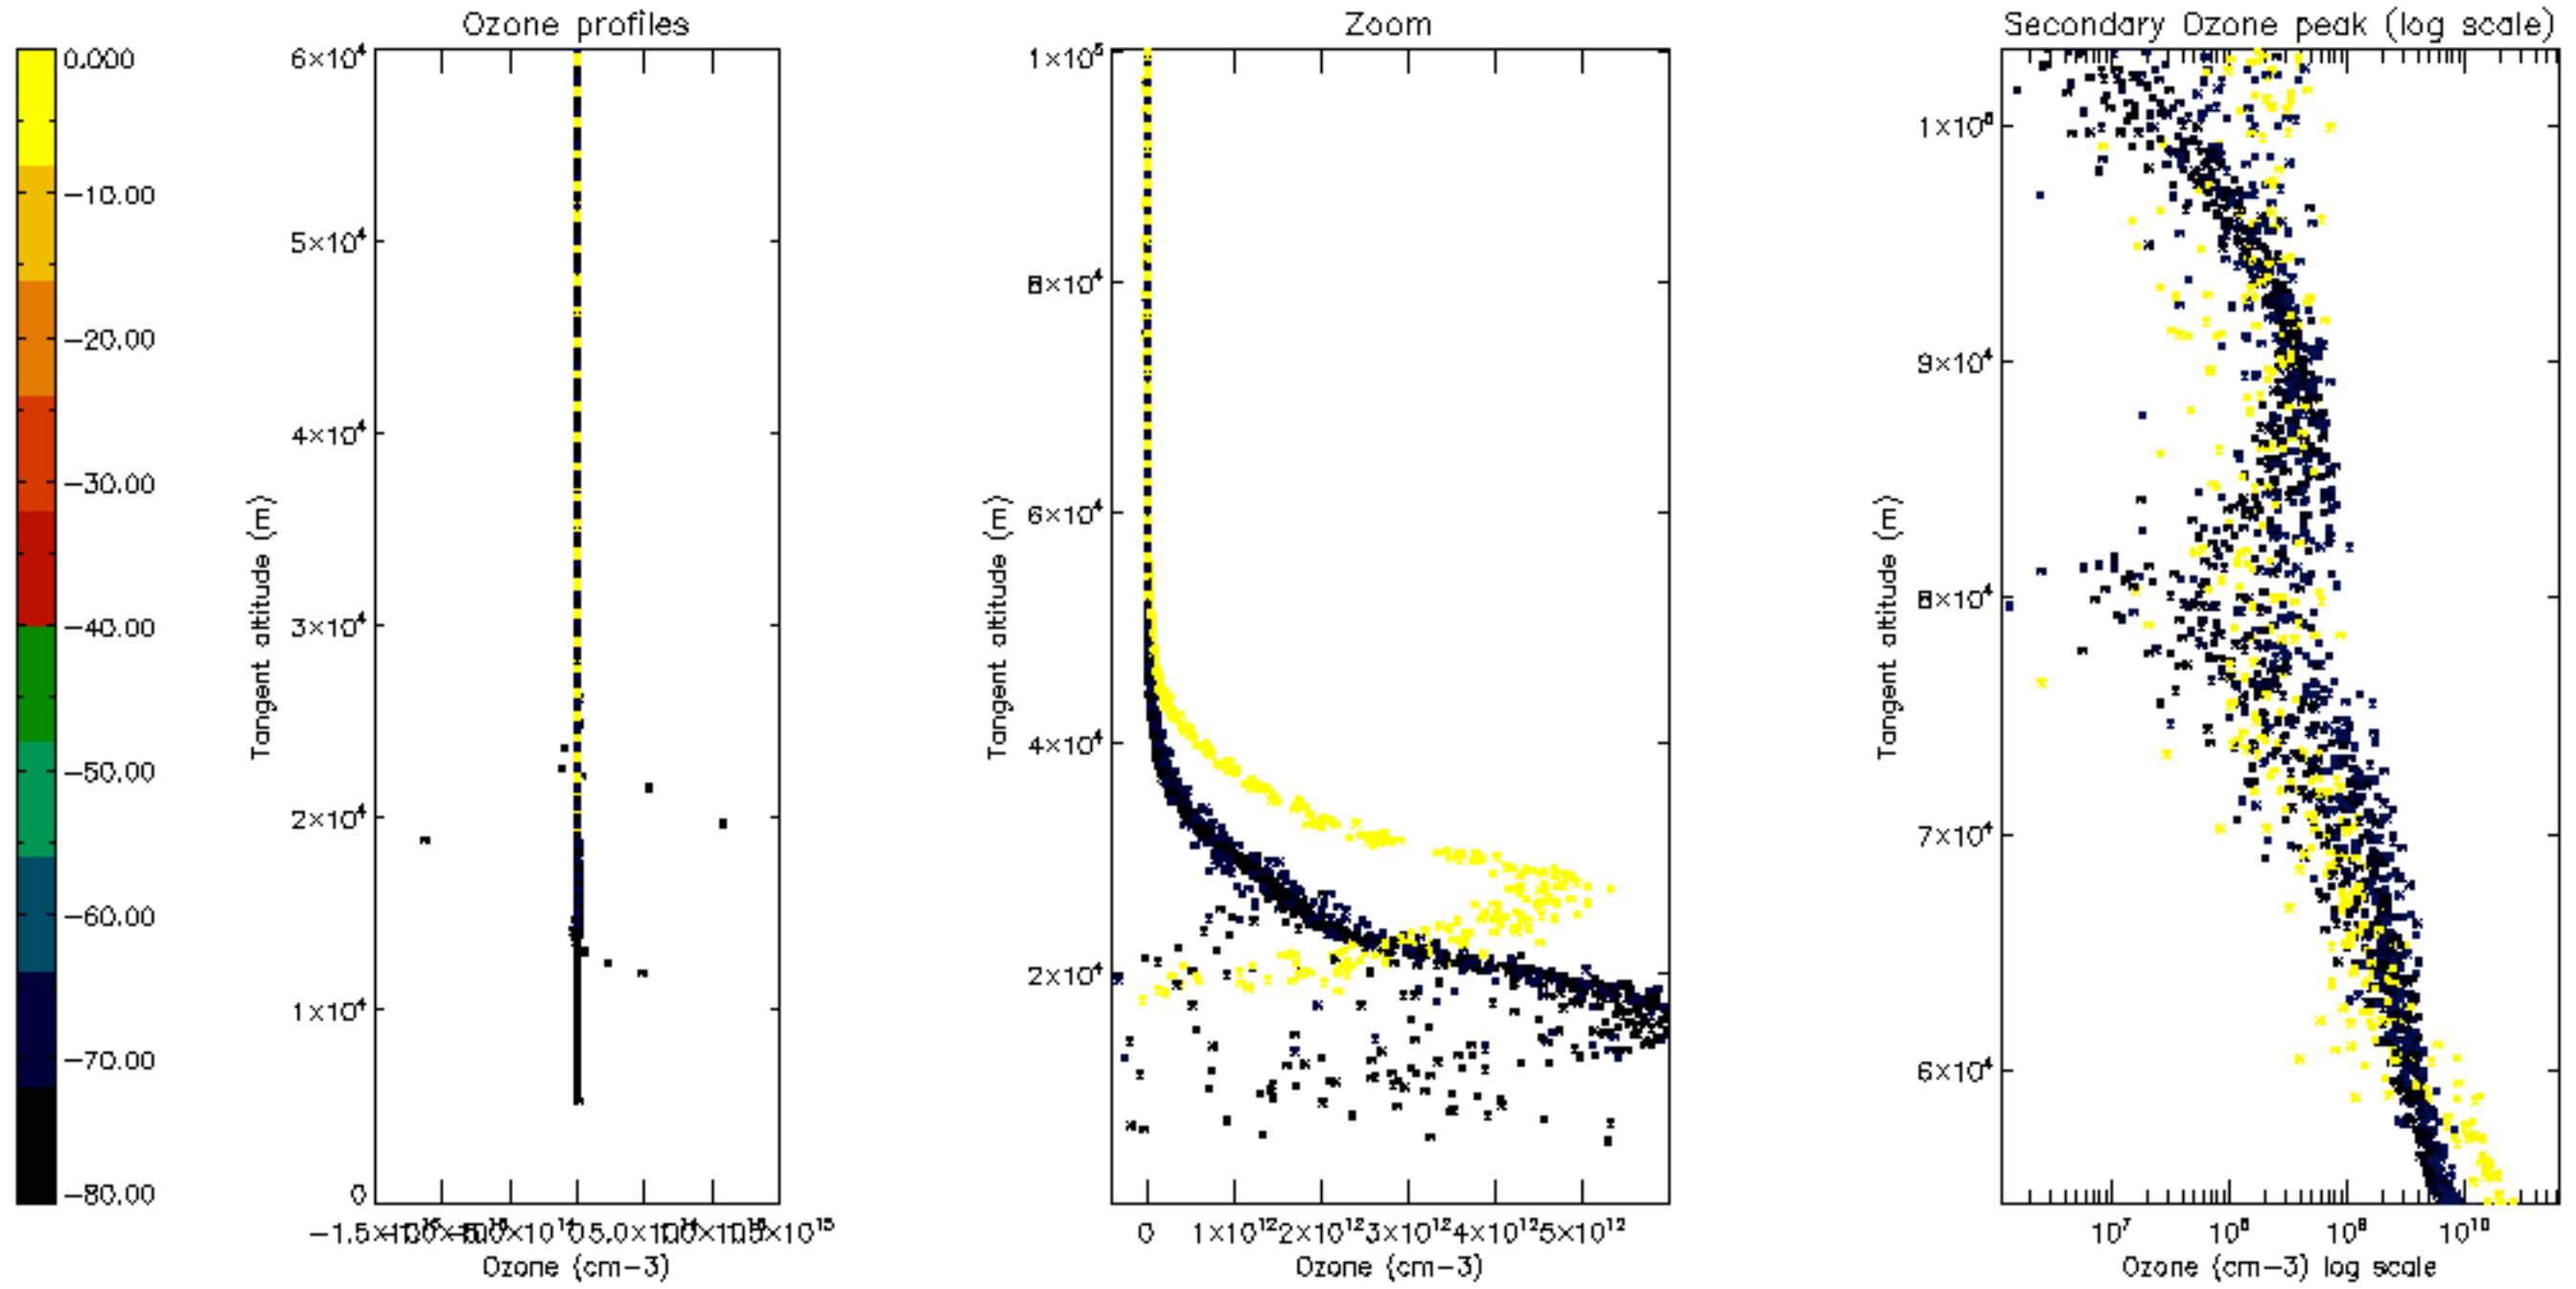 Ozone profiles
Zoom
Secondary Ozone peak (log scale)
0.000
−10.00
−20.00
−30.00
−40.00
−50.00
−60.00
−70.00
−80.00
Tangent altitude (m)
6×10⁴
5×10⁴
4×10⁴
3×10⁴
2×10⁴
1×10⁴
0
Ozone (cm−3)
Tangent altitude (m)
1×10⁵
8×10⁴
6×10⁴
4×10⁴
2×10⁴
0 1×10¹² 2×10¹² 3×10¹² 4×10¹² 5×10¹²
Ozone (cm−3)
Tangent altitude (m)
1×10⁵
9×10⁴
8×10⁴
7×10⁴
6×10⁴
10⁷ 10⁸ 10⁹ 10¹⁰
Ozone (cm−3) log scale